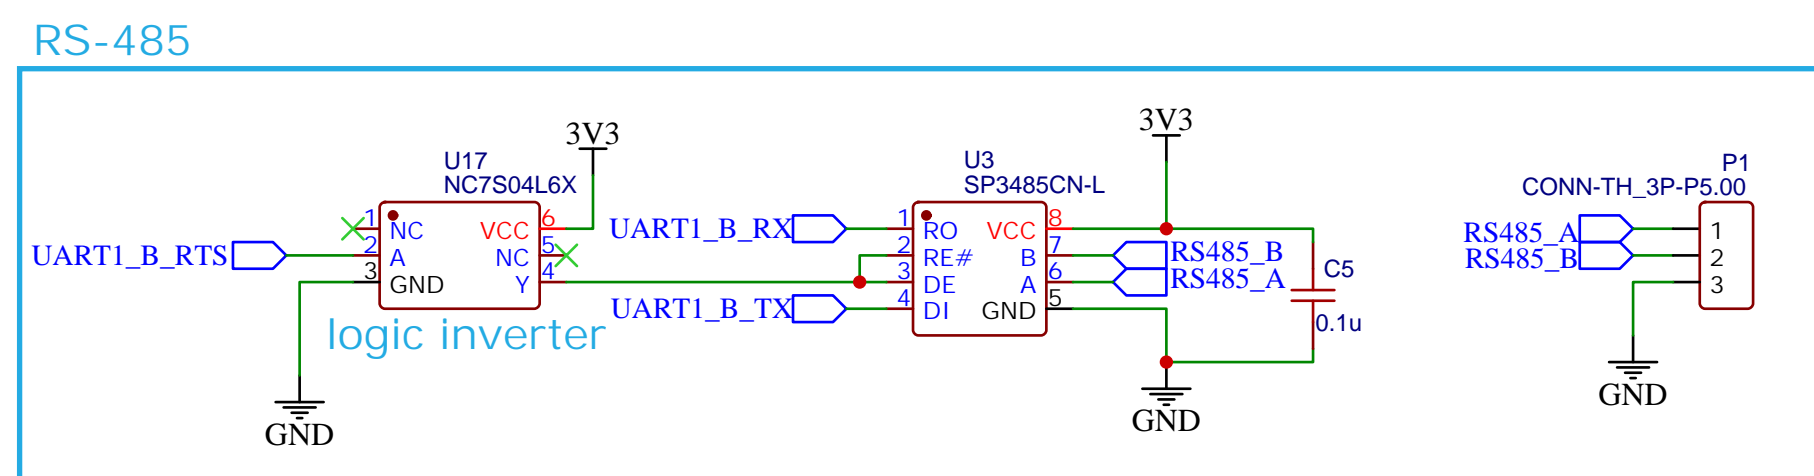 RS-485
3V3
U17
NC7S04L6X
1 NC VCC 6
UART1_B_RTS 2 A NC 5
3 GND Y 4
logic inverter
GND
3V3
U3
SP3485CN-L
UART1_B_RX 1 RO VCC 8
2 RE# B 7 RS485_B
3 DE A 6 RS485_A
UART1_B_TX 4 DI GND 5
C5
0.1u
GND
P1
CONN-TH_3P-P5.00
RS485_A 1
RS485_B 2
3
GND